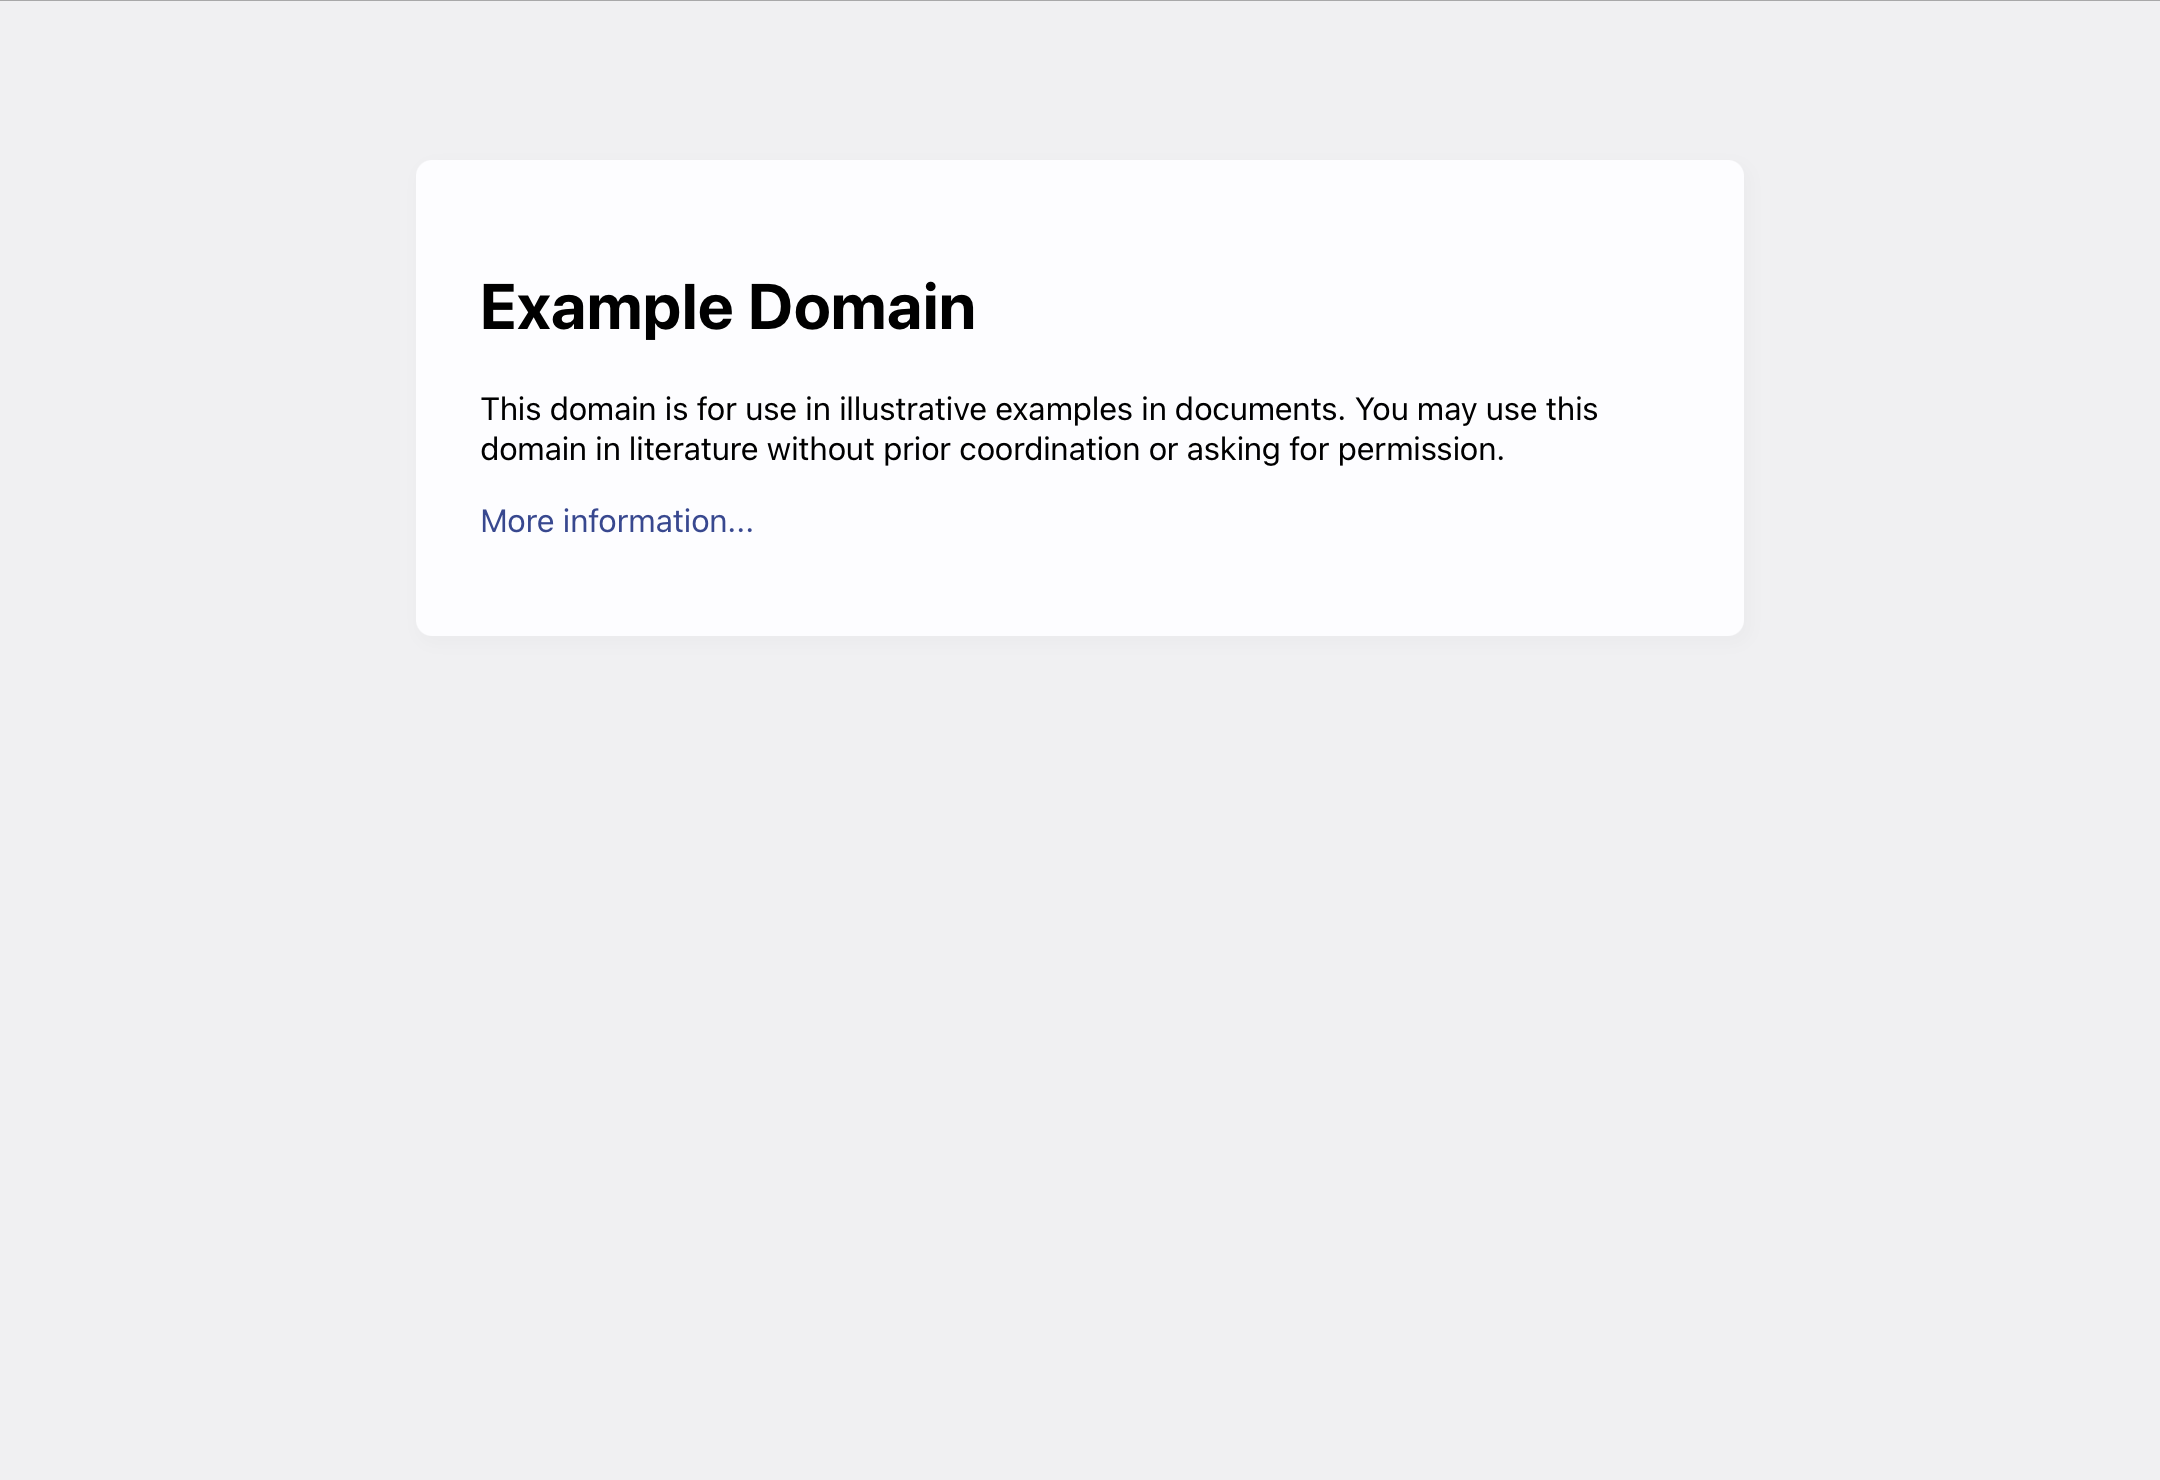 Example Domain
This domain is for use in illustrative examples in documents. You may use this
domain in literature without prior coordination or asking for permission.
More information...